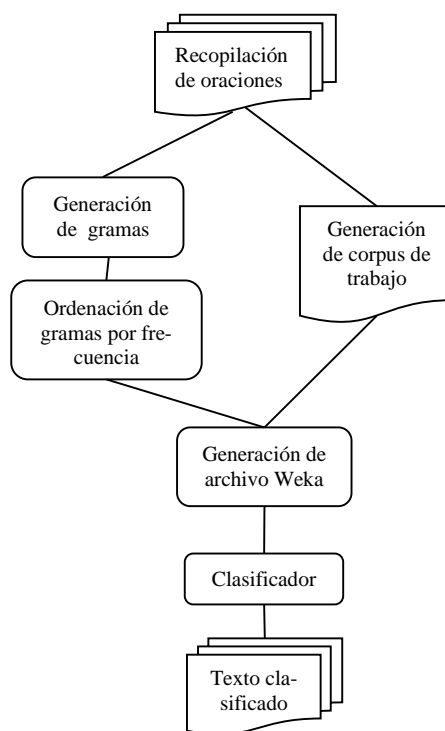 Recopilación
de oraciones
Generación
de gramas
Ordenación de
gramas por fre-
cuencia
Generación
de corpus de
trabajo
Generación de
archivo Weka
Clasificador
Texto cla-
sificado